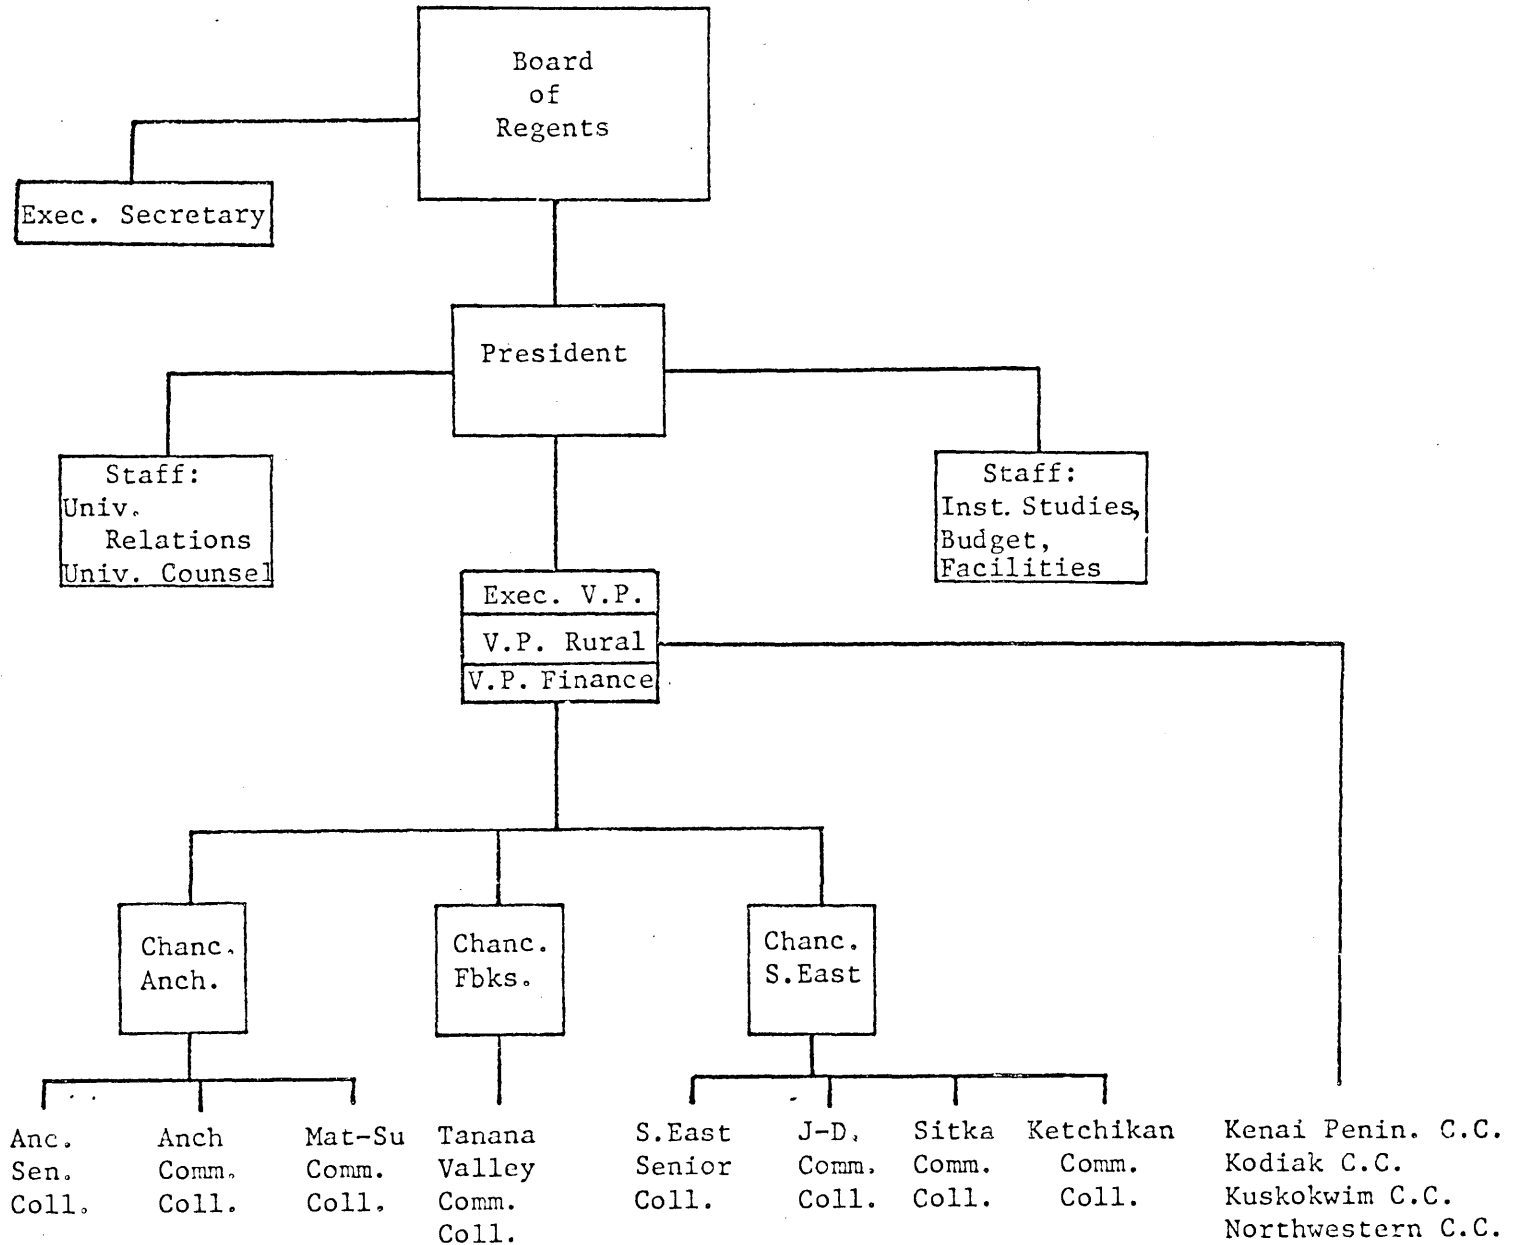 Board
of
Regents
Exec. Secretary
President
Staff:
Univ.
Relations
Univ. Counsel
Staff:
Inst. Studies,
Budget,
Facilities
Exec. V.P.
V.P. Rural
V.P. Finance
Chanc.
Anch.
Chanc.
Fbks.
Chanc.
S.East
Anc.
Sen.
Coll.
Anch
Comm.
Coll.
Mat-Su
Comm.
Coll.
Tanana
Valley
Comm.
Coll.
S.East
Senior
Coll.
J-D.
Comm.
Coll.
Sitka
Comm.
Coll.
Ketchikan
Comm.
Coll.
Kenai Penin. C.C.
Kodiak C.C.
Kuskokwim C.C.
Northwestern C.C.